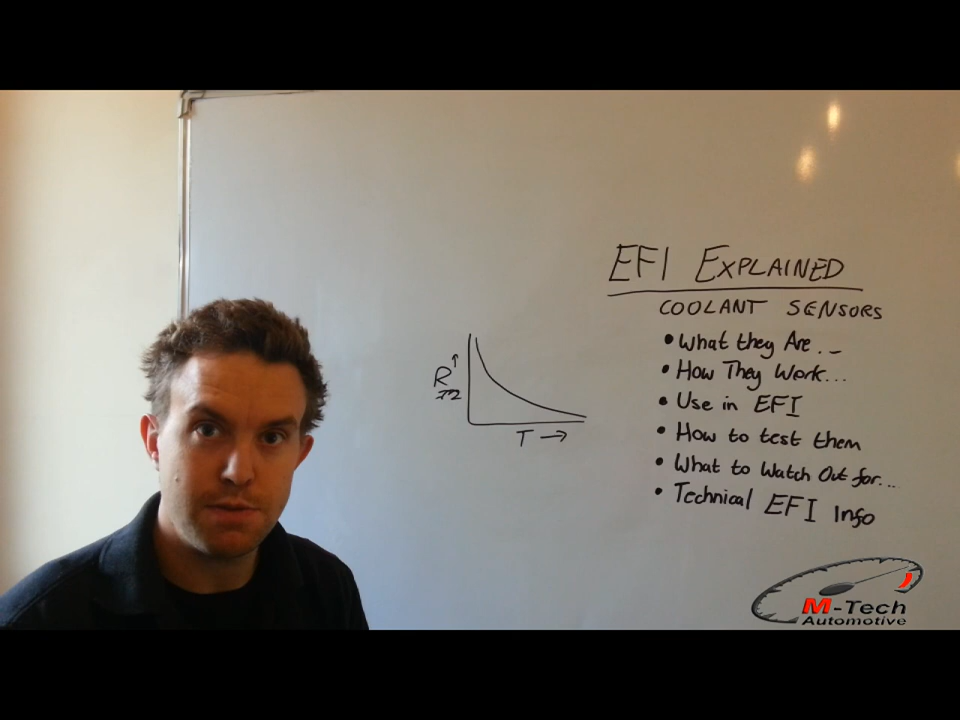 EFI EXPLAINED
COOLANT SENSORS
• What they Are...
• How They Work...
• Use in EFI
• How to test them
• What to Watch Out for...
• Technical EFI Info
R↑
Ω
T →
M-Tech
Automotive